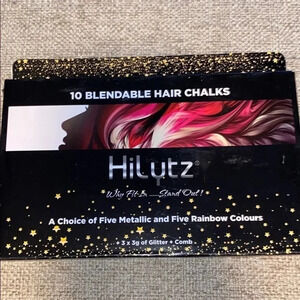 10 BLENDABLE HAIR CHALKS
HiLytz®
Why Fit-In ...... Stand Out!
A Choice of Five Metallic and Five Rainbow Colours
+ 3 x 3g of Glitter + Comb